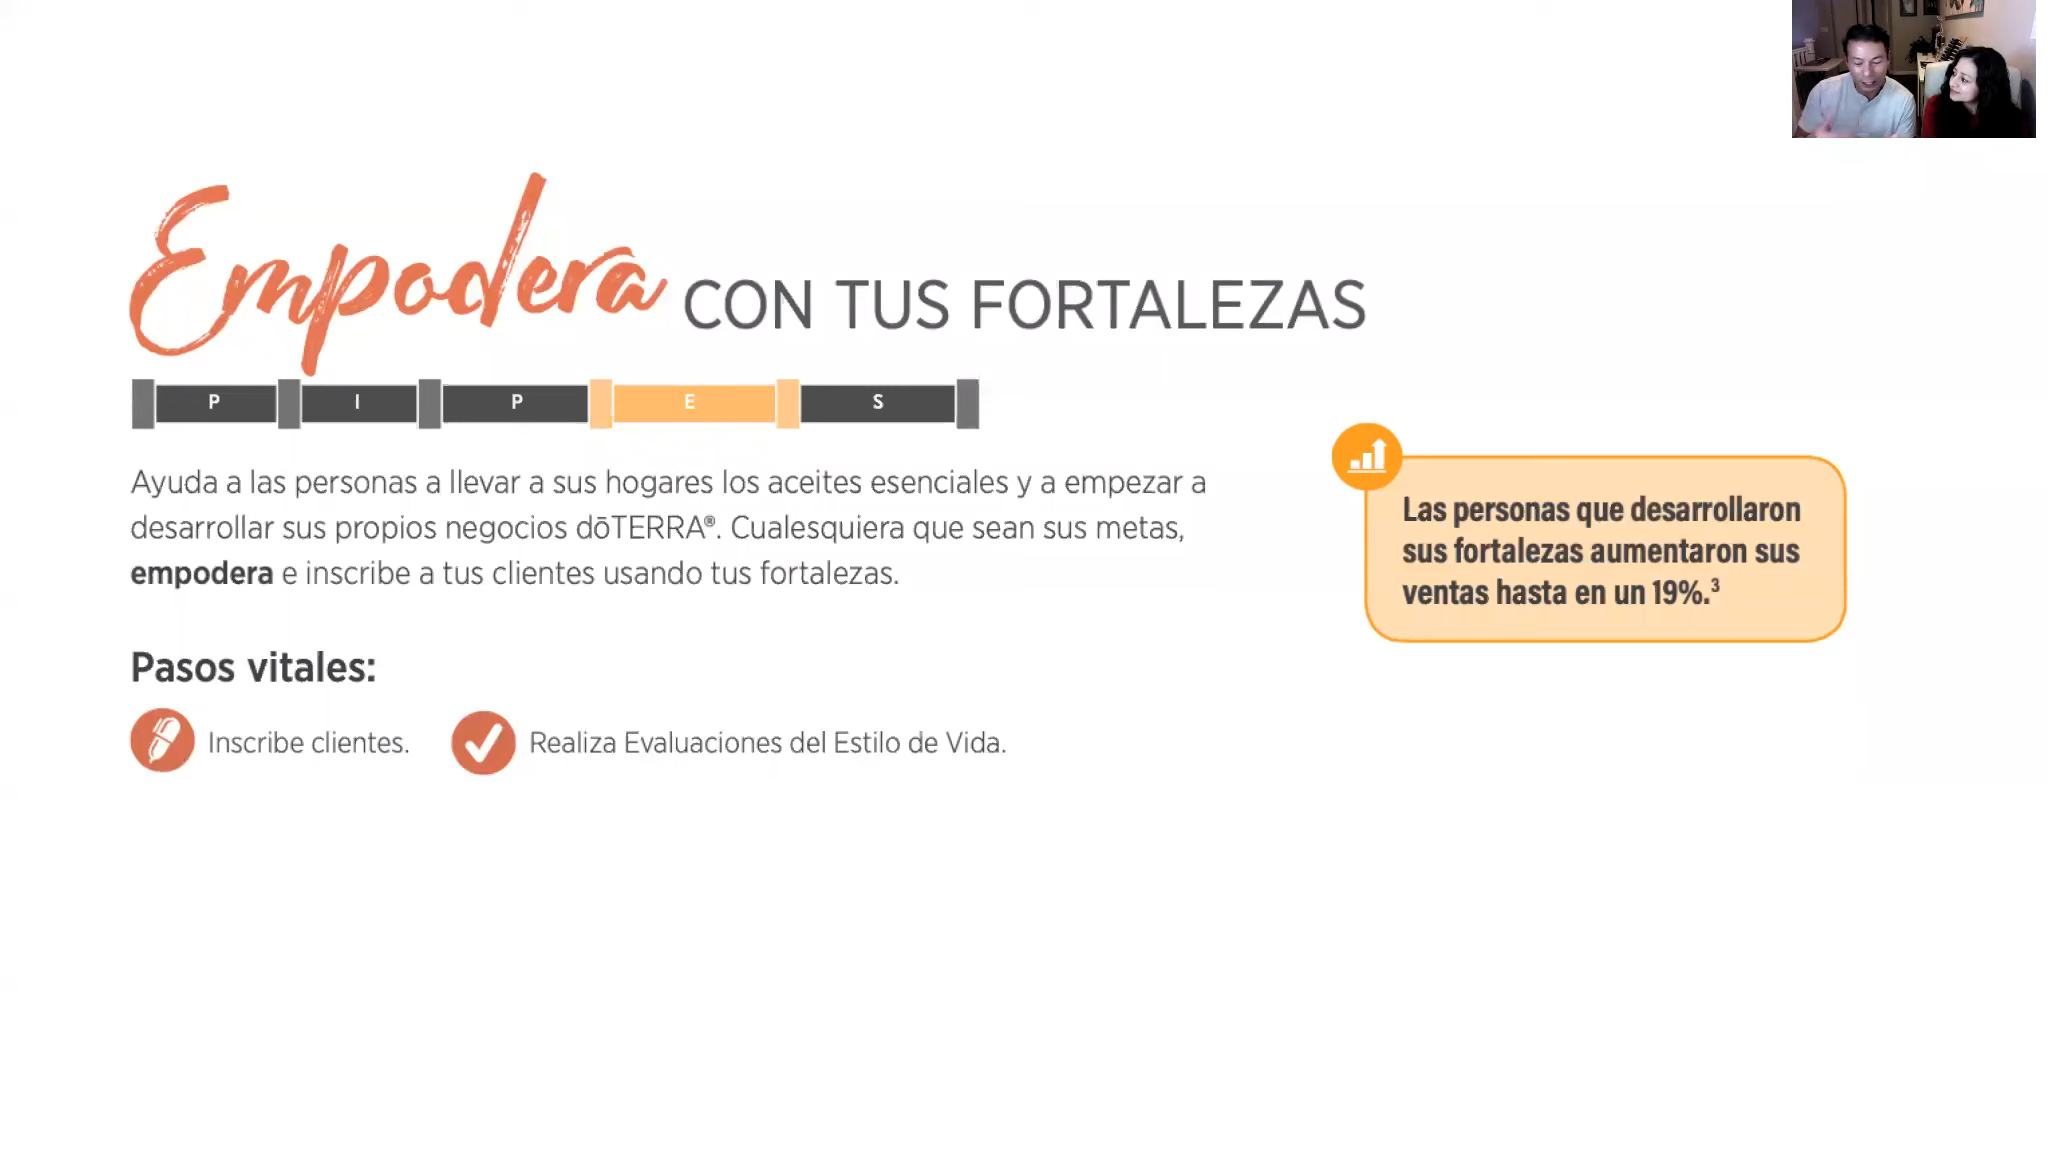 Empodera CON TUS FORTALEZAS
P I P E S
Ayuda a las personas a llevar a sus hogares los aceites esenciales y a empezar a
desarrollar sus propios negocios dōTERRA®. Cualesquiera que sean sus metas,
empodera e inscribe a tus clientes usando tus fortalezas.
Las personas que desarrollaron
sus fortalezas aumentaron sus
ventas hasta en un 19%.³
Pasos vitales:
Inscribe clientes. Realiza Evaluaciones del Estilo de Vida.